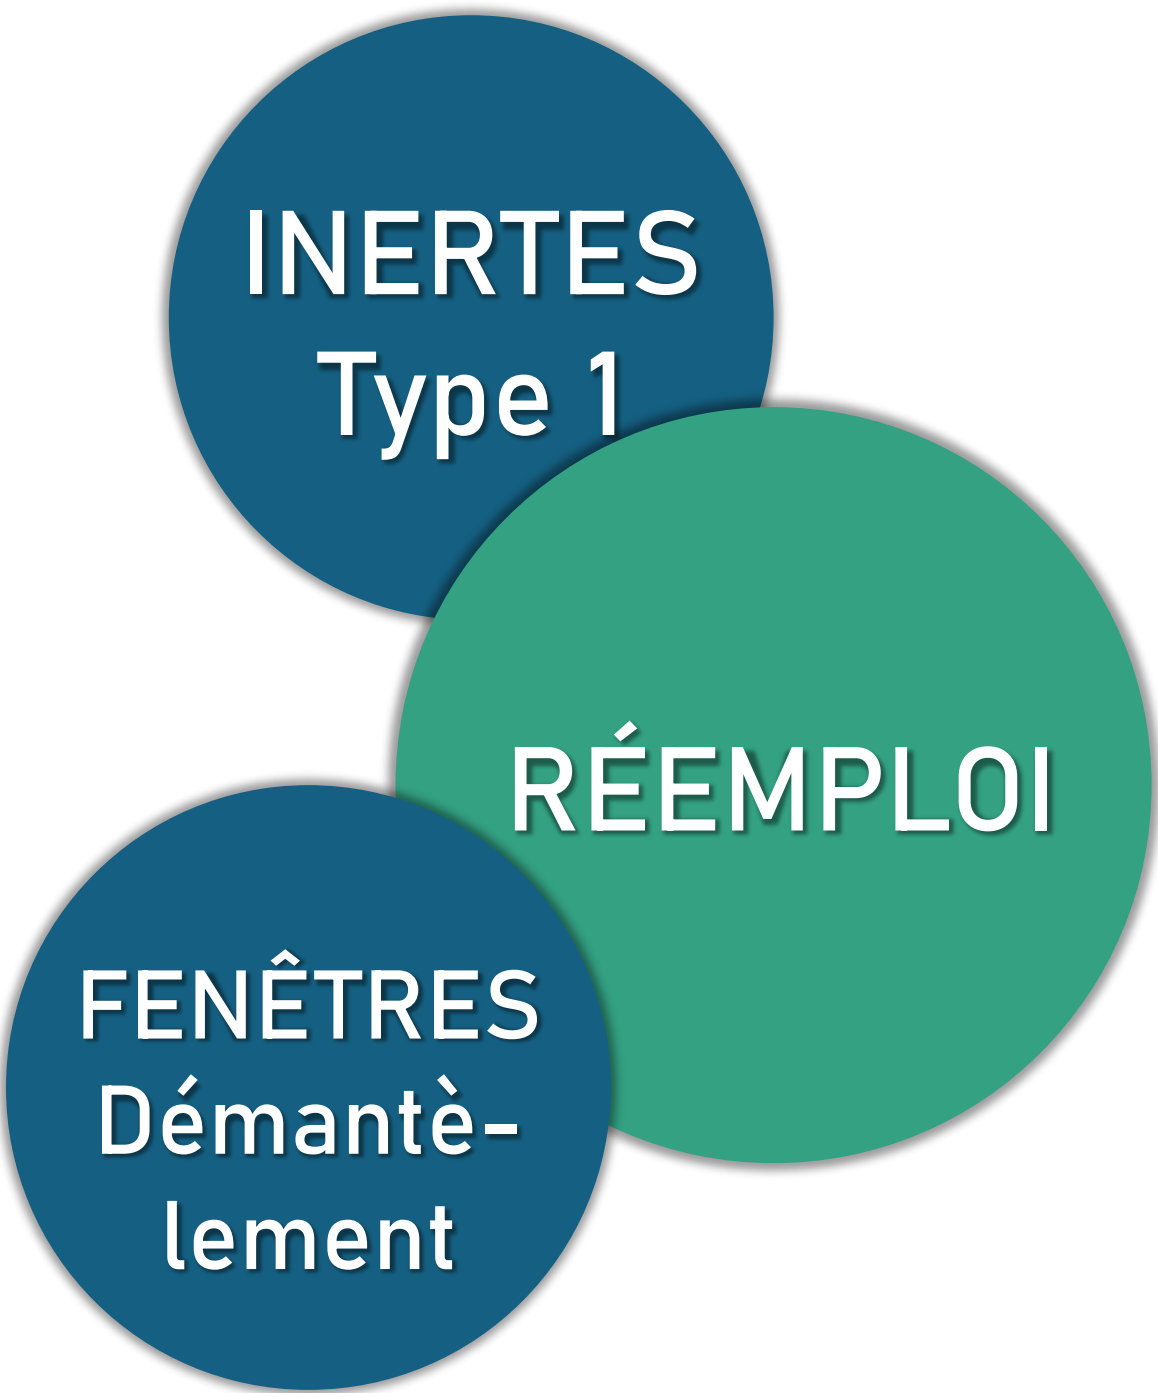 INERTES
Type 1
RÉEMPLOI
FENÊTRES
Démantè-
lement